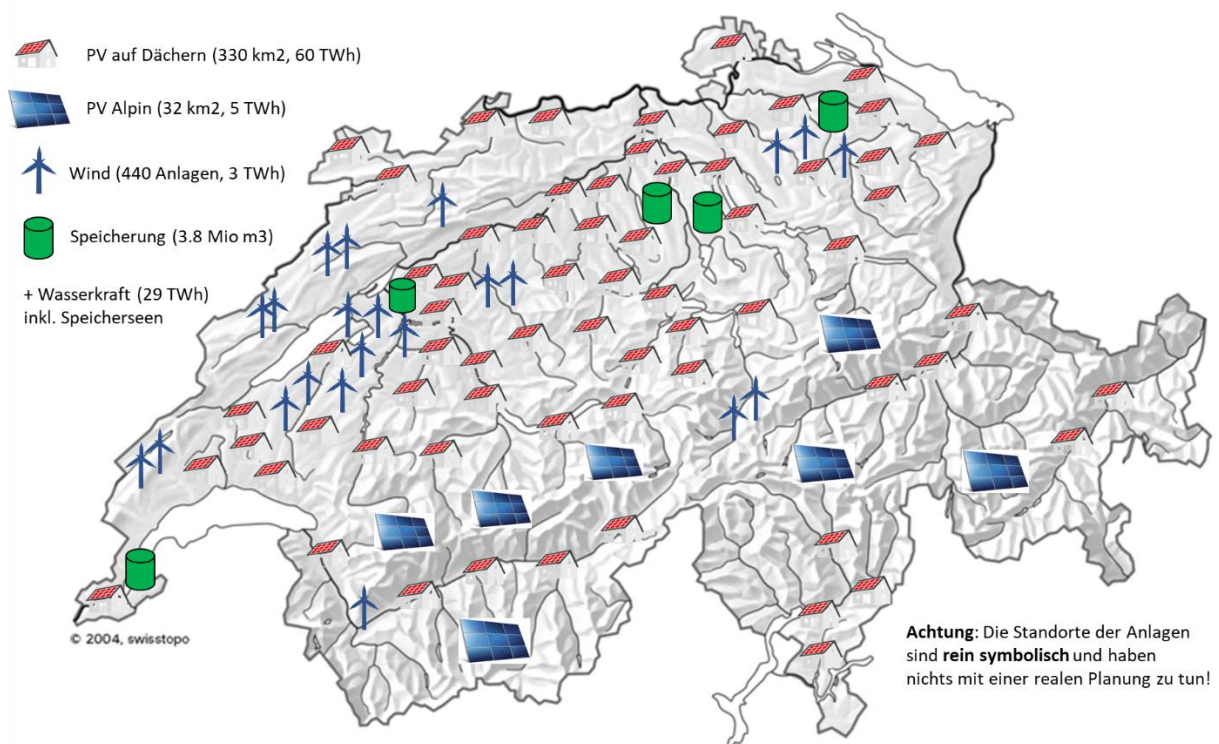 PV auf Dächern (330 km2, 60 TWh)
PV Alpin (32 km2, 5 TWh)
Wind (440 Anlagen, 3 TWh)
Speicherung (3.8 Mio m3)
+ Wasserkraft (29 TWh)
inkl. Speicherseen
© 2004, swisstopo
Achtung: Die Standorte der Anlagen
sind rein symbolisch und haben
nichts mit einer realen Planung zu tun!